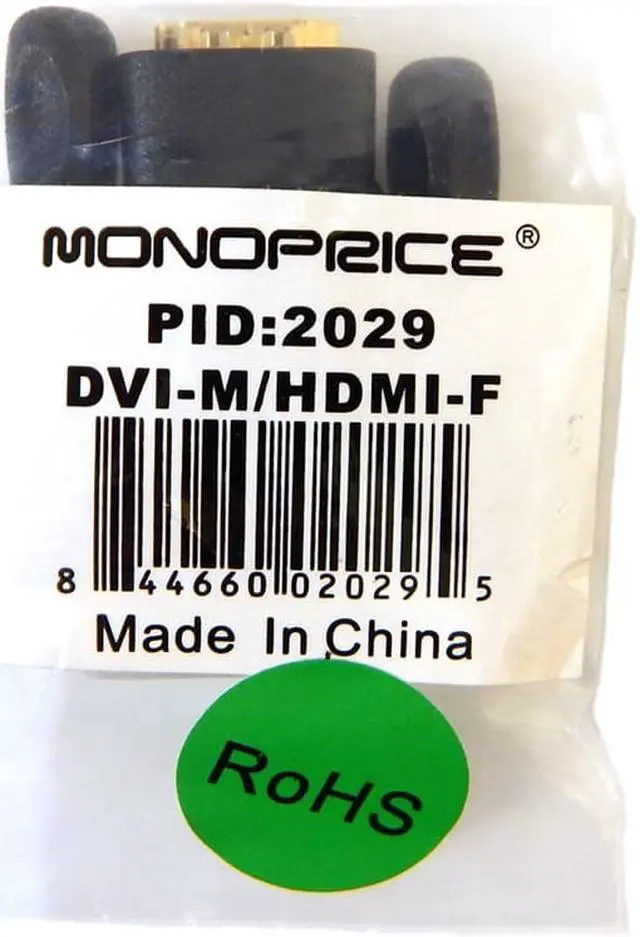 MONOPRICE®
PID:2029
DVI-M/HDMI-F
8 44660 02029 5
Made In China
RoHS